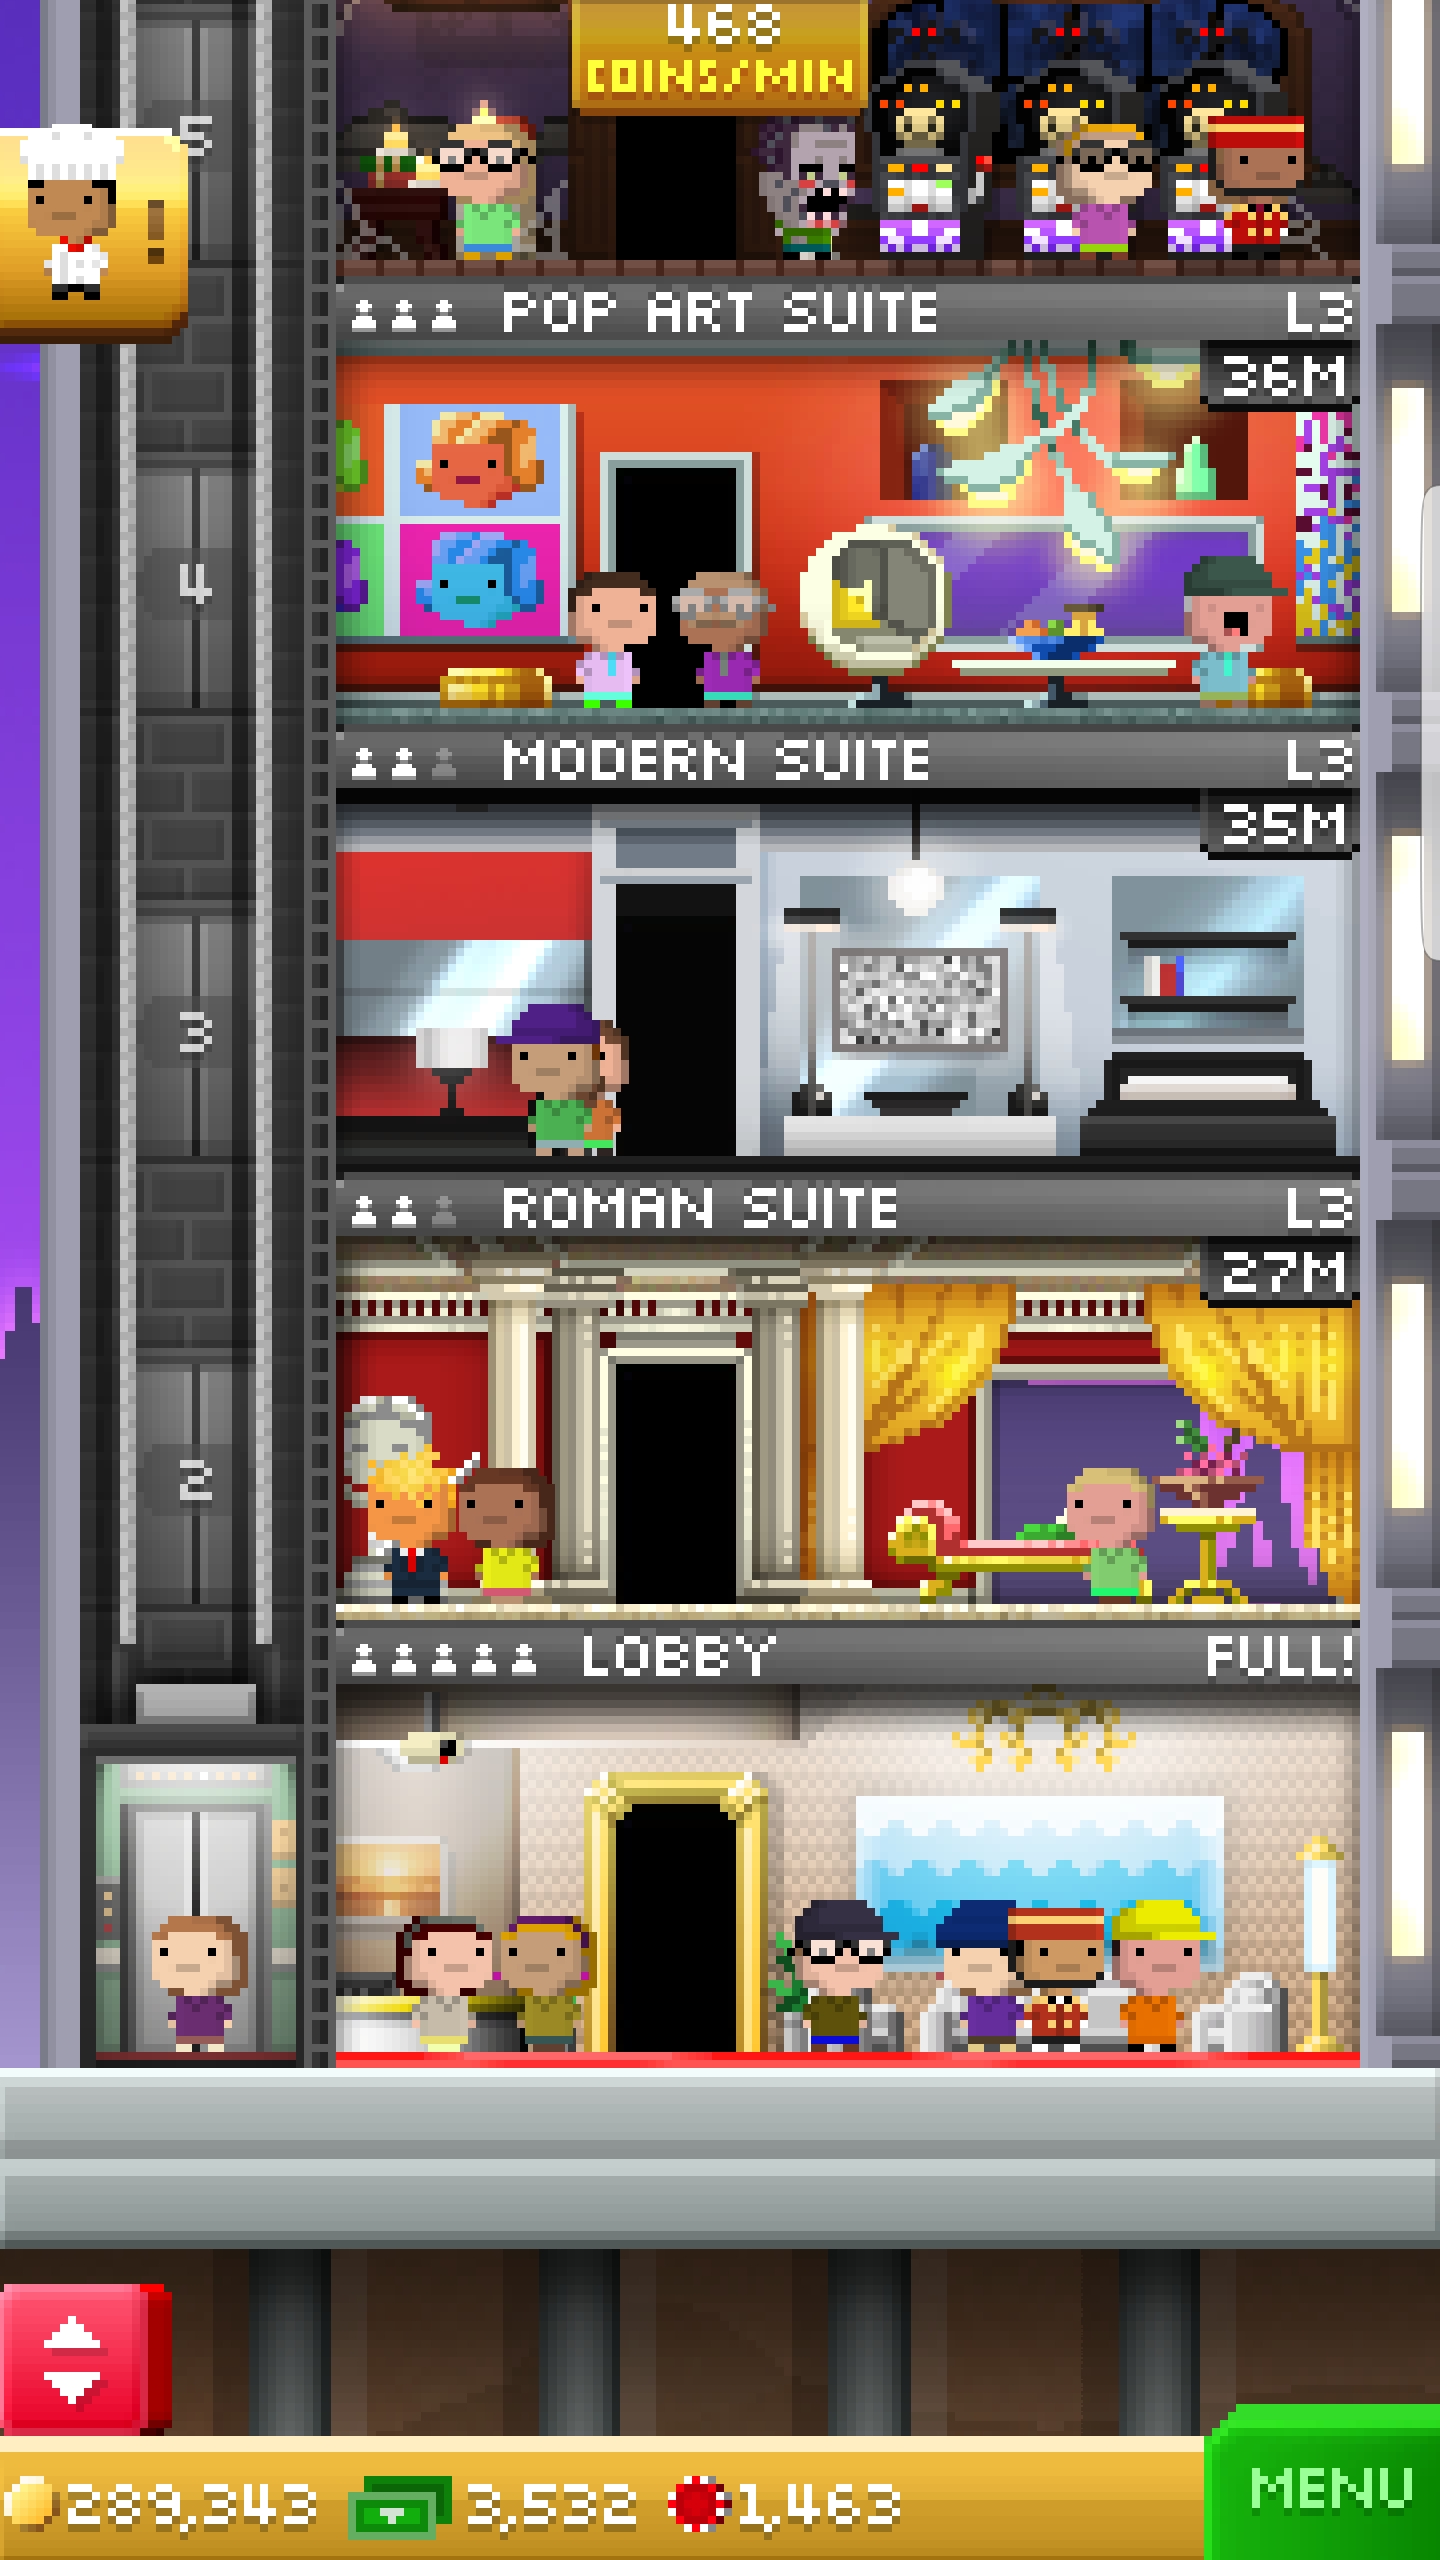 468
COINS/MIN
5
!
POP ART SUITE L3
36M
4
MODERN SUITE L3
35M
3
ROMAN SUITE L3
27M
2
LOBBY FULL!
289,343 3,532 1,463
MENU